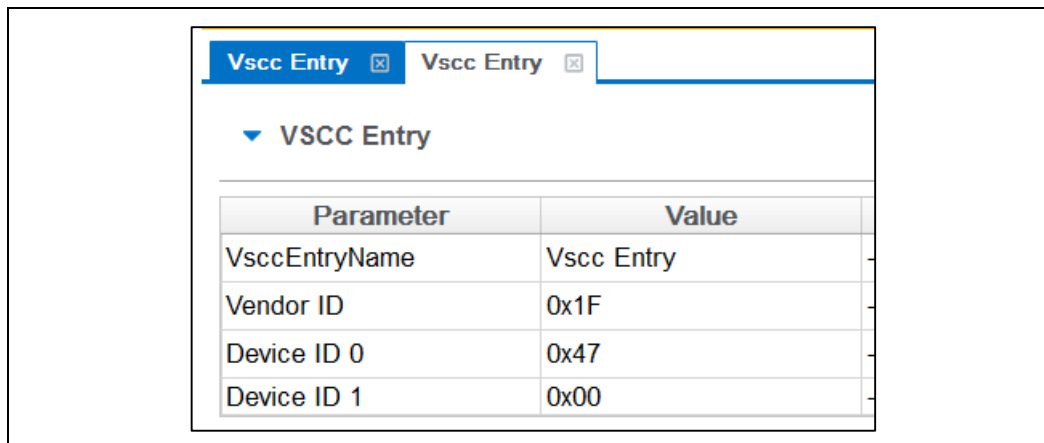 Vscc Entry Vscc Entry
VSCC Entry
Parameter Value
VsccEntryName Vscc Entry
Vendor ID 0x1F
Device ID 0 0x47
Device ID 1 0x00